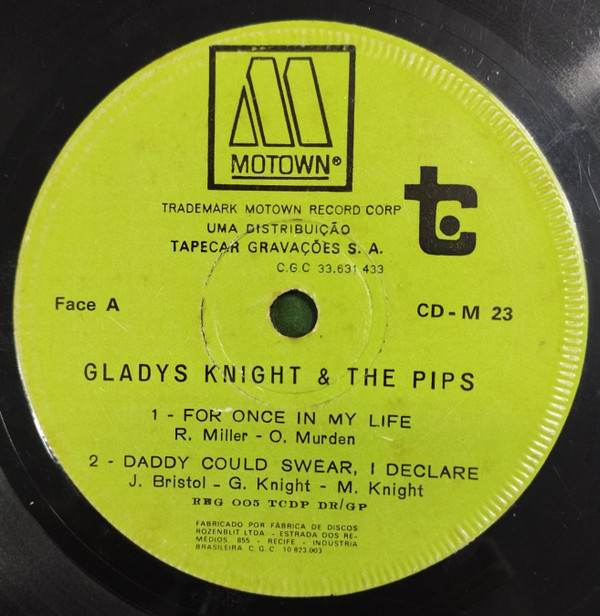 MOTOWN®
TRADEMARK MOTOWN RECORD CORP
UMA DISTRIBUIÇÃO
TAPECAR GRAVAÇÕES S. A.
C.G.C 33.631 433
tc
Face A
CD-M 23
GLADYS KNIGHT & THE PIPS
1 - FOR ONCE IN MY LIFE
R. Miller - O. Murden
2 - DADDY COULD SWEAR, I DECLARE
J. Bristol - G. Knight - M. Knight
REG OO5 TCDP DR/GP
FABRICADO POR FÁBRICA DE DISCOS
ROZENBLIT LTDA - ESTRADA DOS RE-
MÉDIOS, 855 - RECIFE - INDÚSTRIA
BRASILEIRA C.G.C. 10 823.003